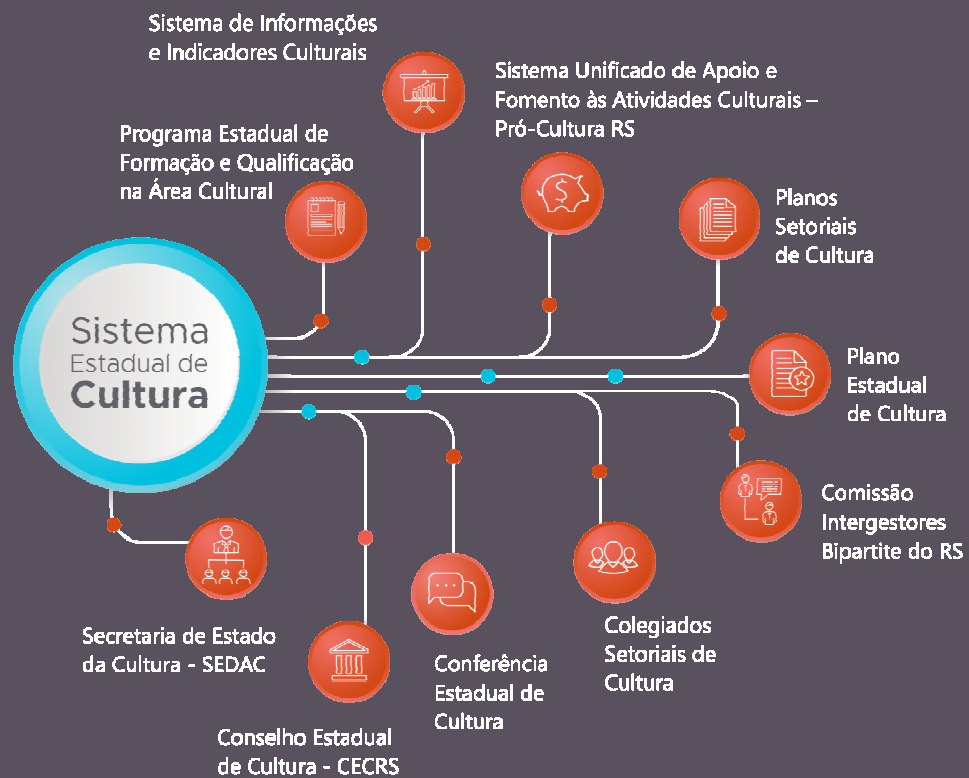 Sistema de Informações
e Indicadores Culturais
Sistema Unificado de Apoio e
Fomento às Atividades Culturais –
Pró-Cultura RS
Programa Estadual de
Formação e Qualificação
na Área Cultural
Planos
Setoriais
de Cultura
Sistema
Estadual de
Cultura
Plano
Estadual
de Cultura
Comissão
Intergestores
Bipartite do RS
Secretaria de Estado
da Cultura - SEDAC
Colegiados
Setoriais de
Cultura
Conferência
Estadual de
Cultura
Conselho Estadual
de Cultura - CECRS